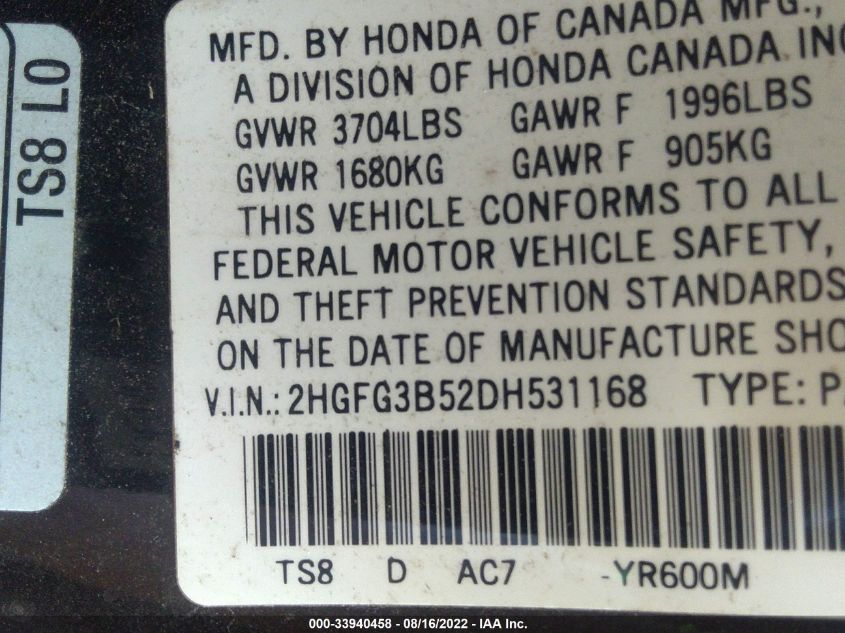 TS8 L0
MFD. BY HONDA OF CANADA MFG.,
A DIVISION OF HONDA CANADA INC
GVWR 3704LBS GAWR F 1996LBS
GVWR 1680KG GAWR F 905KG
THIS VEHICLE CONFORMS TO ALL
FEDERAL MOTOR VEHICLE SAFETY,
AND THEFT PREVENTION STANDARDS
ON THE DATE OF MANUFACTURE SHO
V.I.N.: 2HGFG3B52DH531168 TYPE: PA
TS8 D AC7 -YR600M
000-33940458 - 08/16/2022 - IAA Inc.